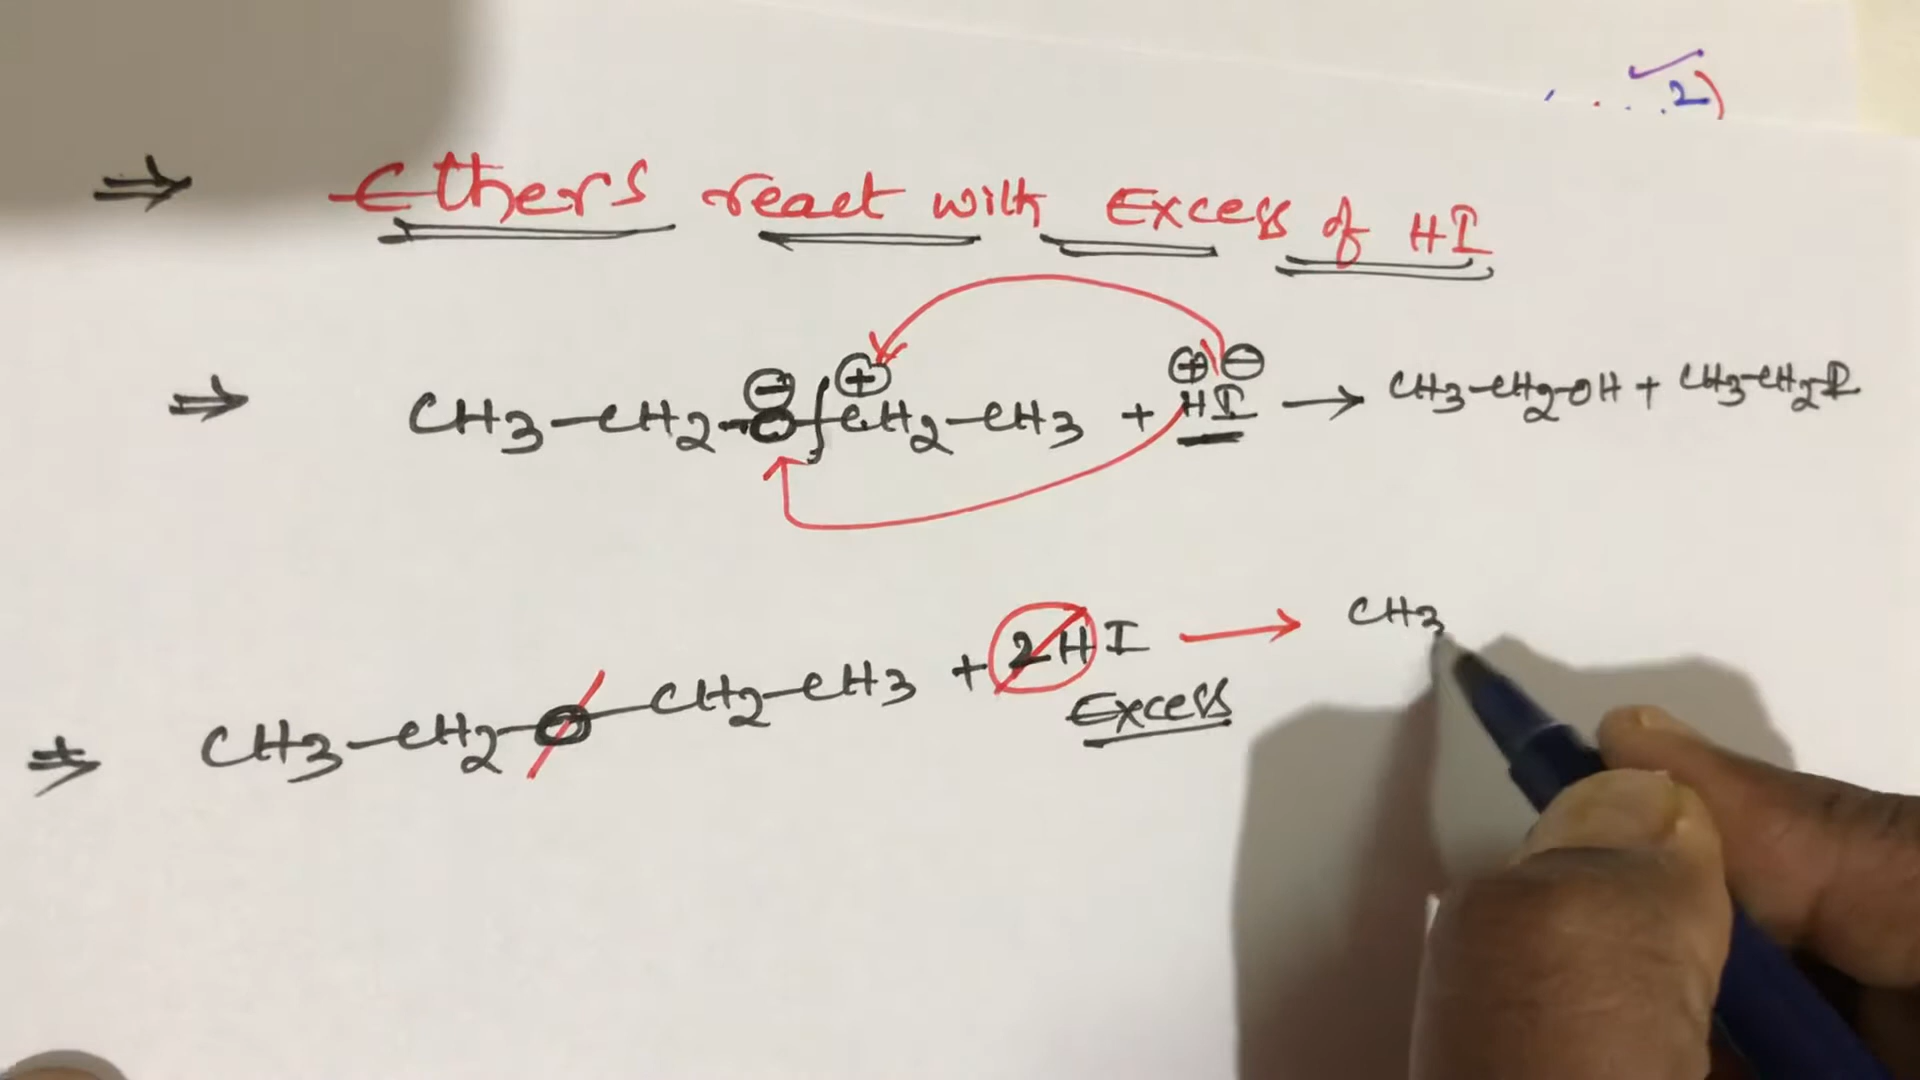 . . . . 2)
⇒ Ethers react with Excess of HI
⇒ CH3-CH2-O-CH2-CH3 + HI → CH3-CH2-OH + CH3-CH2-I
⊖ ⊕ ⊕ ⊖
⇒ CH3-CH2-O-CH2-CH3 + 2HI → CH3
Excess